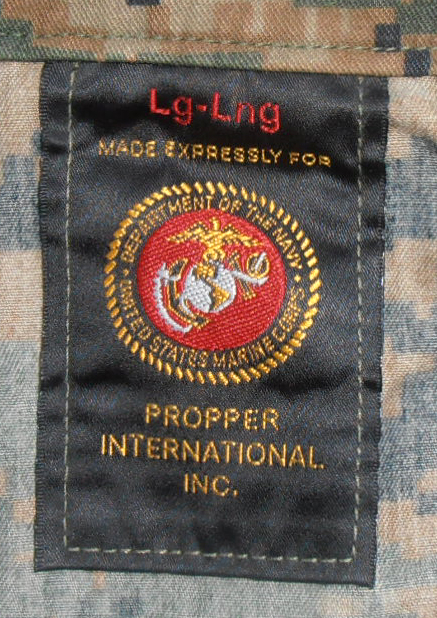 Lg-Lng
MADE EXPRESSLY FOR
DEPARTMENT OF THE NAVY
UNITED STATES MARINE CORPS
PROPPER
INTERNATIONAL
INC.